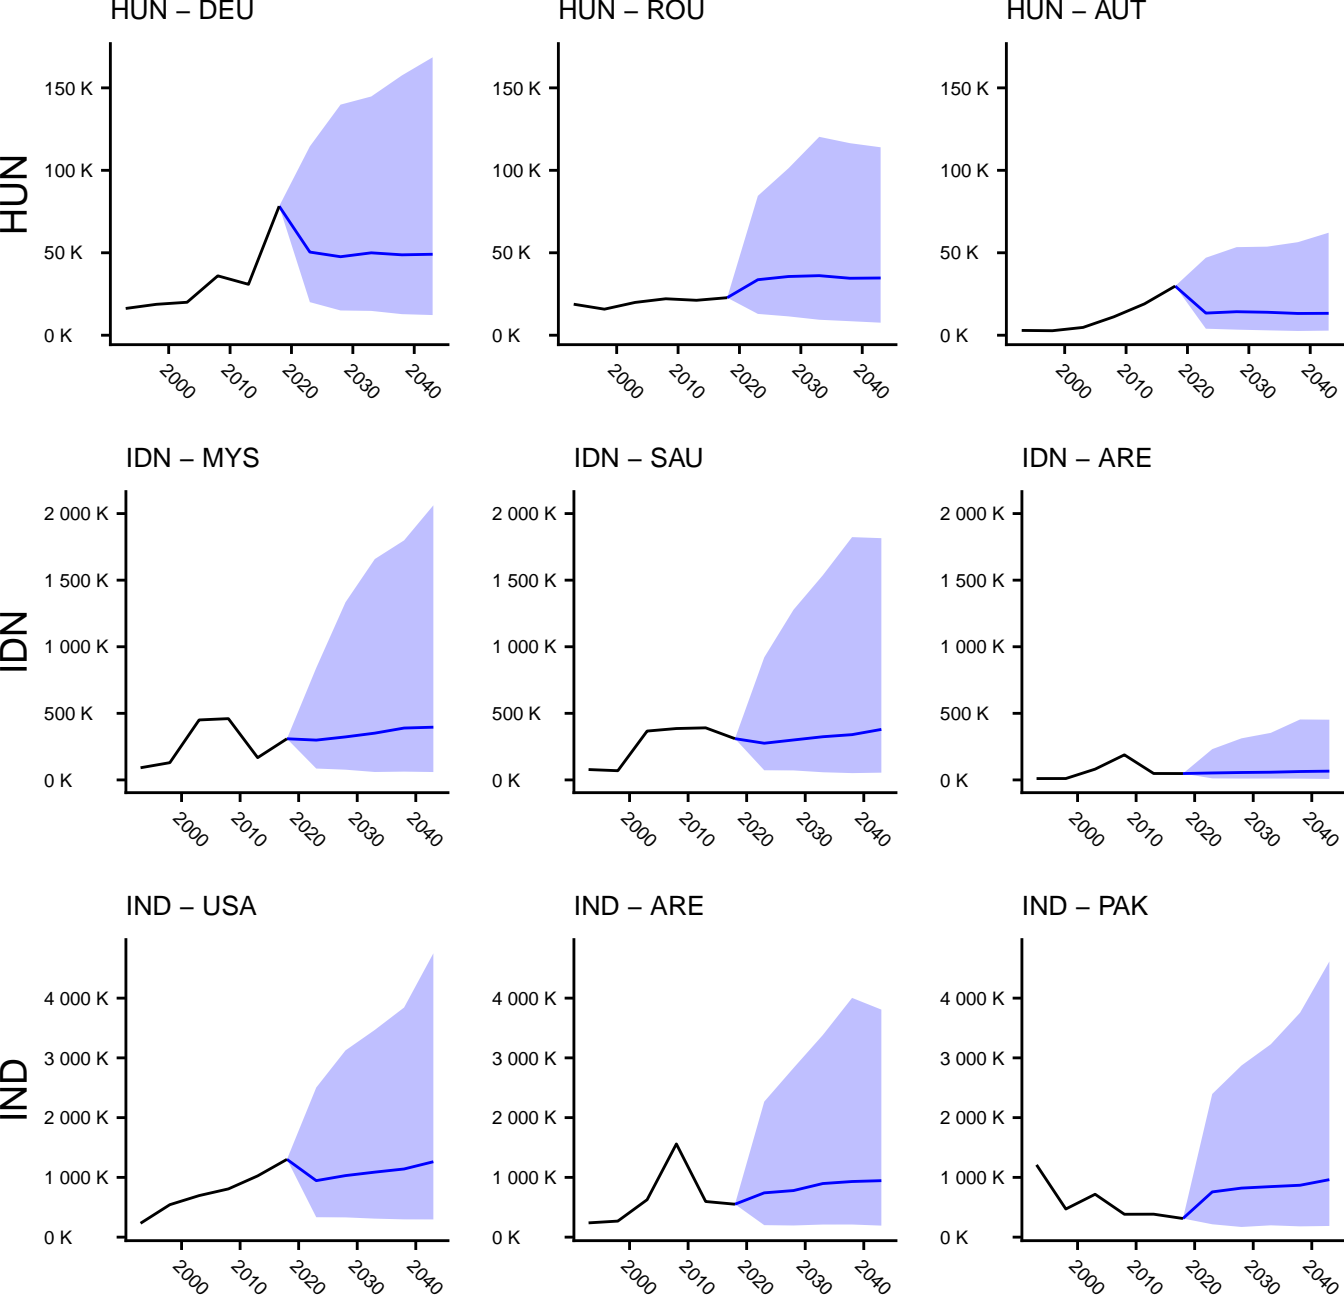 HUN – DEU
HUN – ROU
HUN – AUT
HUN
150 K
100 K
50 K
0 K
2000
2010
2020
2030
2040
150 K
100 K
50 K
0 K
2000
2010
2020
2030
2040
150 K
100 K
50 K
0 K
2000
2010
2020
2030
2040
IDN – MYS
IDN – SAU
IDN – ARE
IDN
2 000 K
1 500 K
1 000 K
500 K
0 K
2000
2010
2020
2030
2040
2 000 K
1 500 K
1 000 K
500 K
0 K
2000
2010
2020
2030
2040
2 000 K
1 500 K
1 000 K
500 K
0 K
2000
2010
2020
2030
2040
IND – USA
IND – ARE
IND – PAK
IND
4 000 K
3 000 K
2 000 K
1 000 K
0 K
2000
2010
2020
2030
2040
4 000 K
3 000 K
2 000 K
1 000 K
0 K
2000
2010
2020
2030
2040
4 000 K
3 000 K
2 000 K
1 000 K
0 K
2000
2010
2020
2030
2040